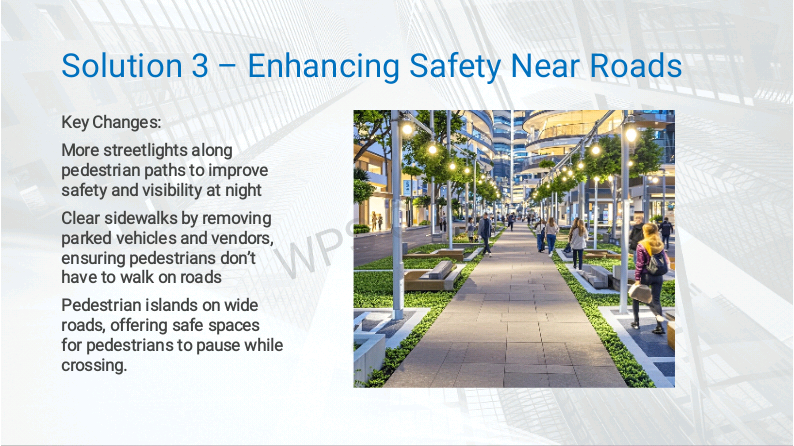 Solution 3 – Enhancing Safety Near Roads
Key Changes:
More streetlights along
pedestrian paths to improve
safety and visibility at night
Clear sidewalks by removing
parked vehicles and vendors,
ensuring pedestrians don't
have to walk on roads
Pedestrian islands on wide
roads, offering safe spaces
for pedestrians to pause while
crossing.
WPS